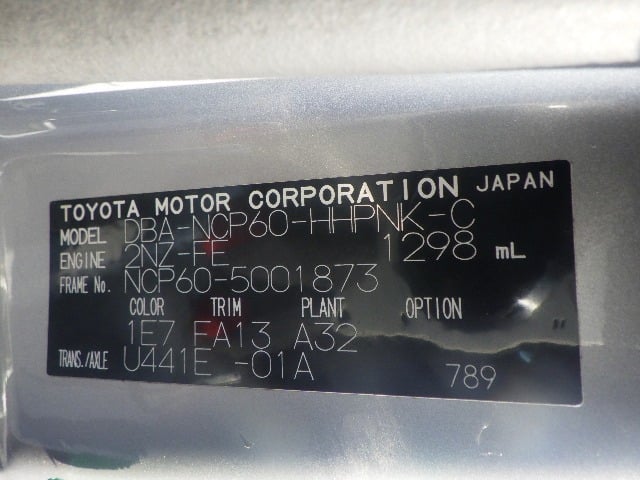 TOYOTA MOTOR CORPORATION JAPAN
MODEL DBA-NCP60-HHPNK-C
ENGINE 2NZ-FE 1298 mL
FRAME No. NCP60-5001873
COLOR TRIM PLANT OPTION
1E7 FA13 A32
TRANS./AXLE U441E -01A 789